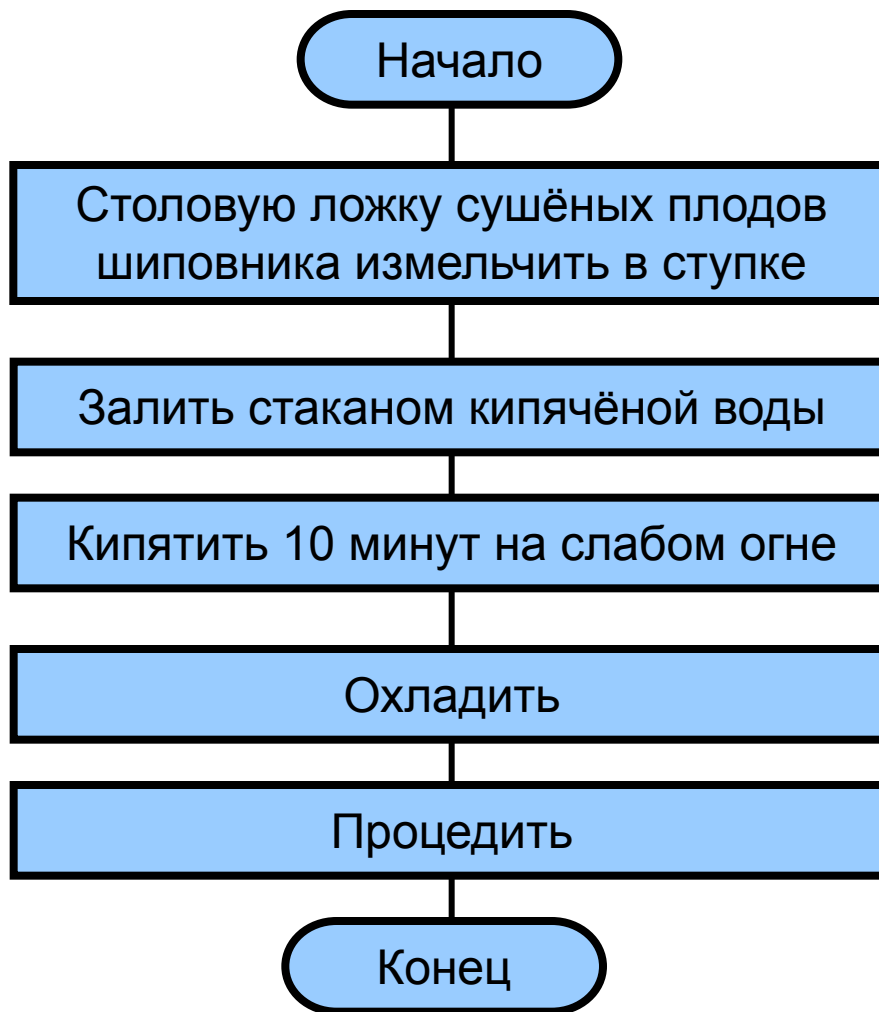 Начало
Столовую ложку сушёных плодов
шиповника измельчить в ступке
Залить стаканом кипячёной воды
Кипятить 10 минут на слабом огне
Охладить
Процедить
Конец